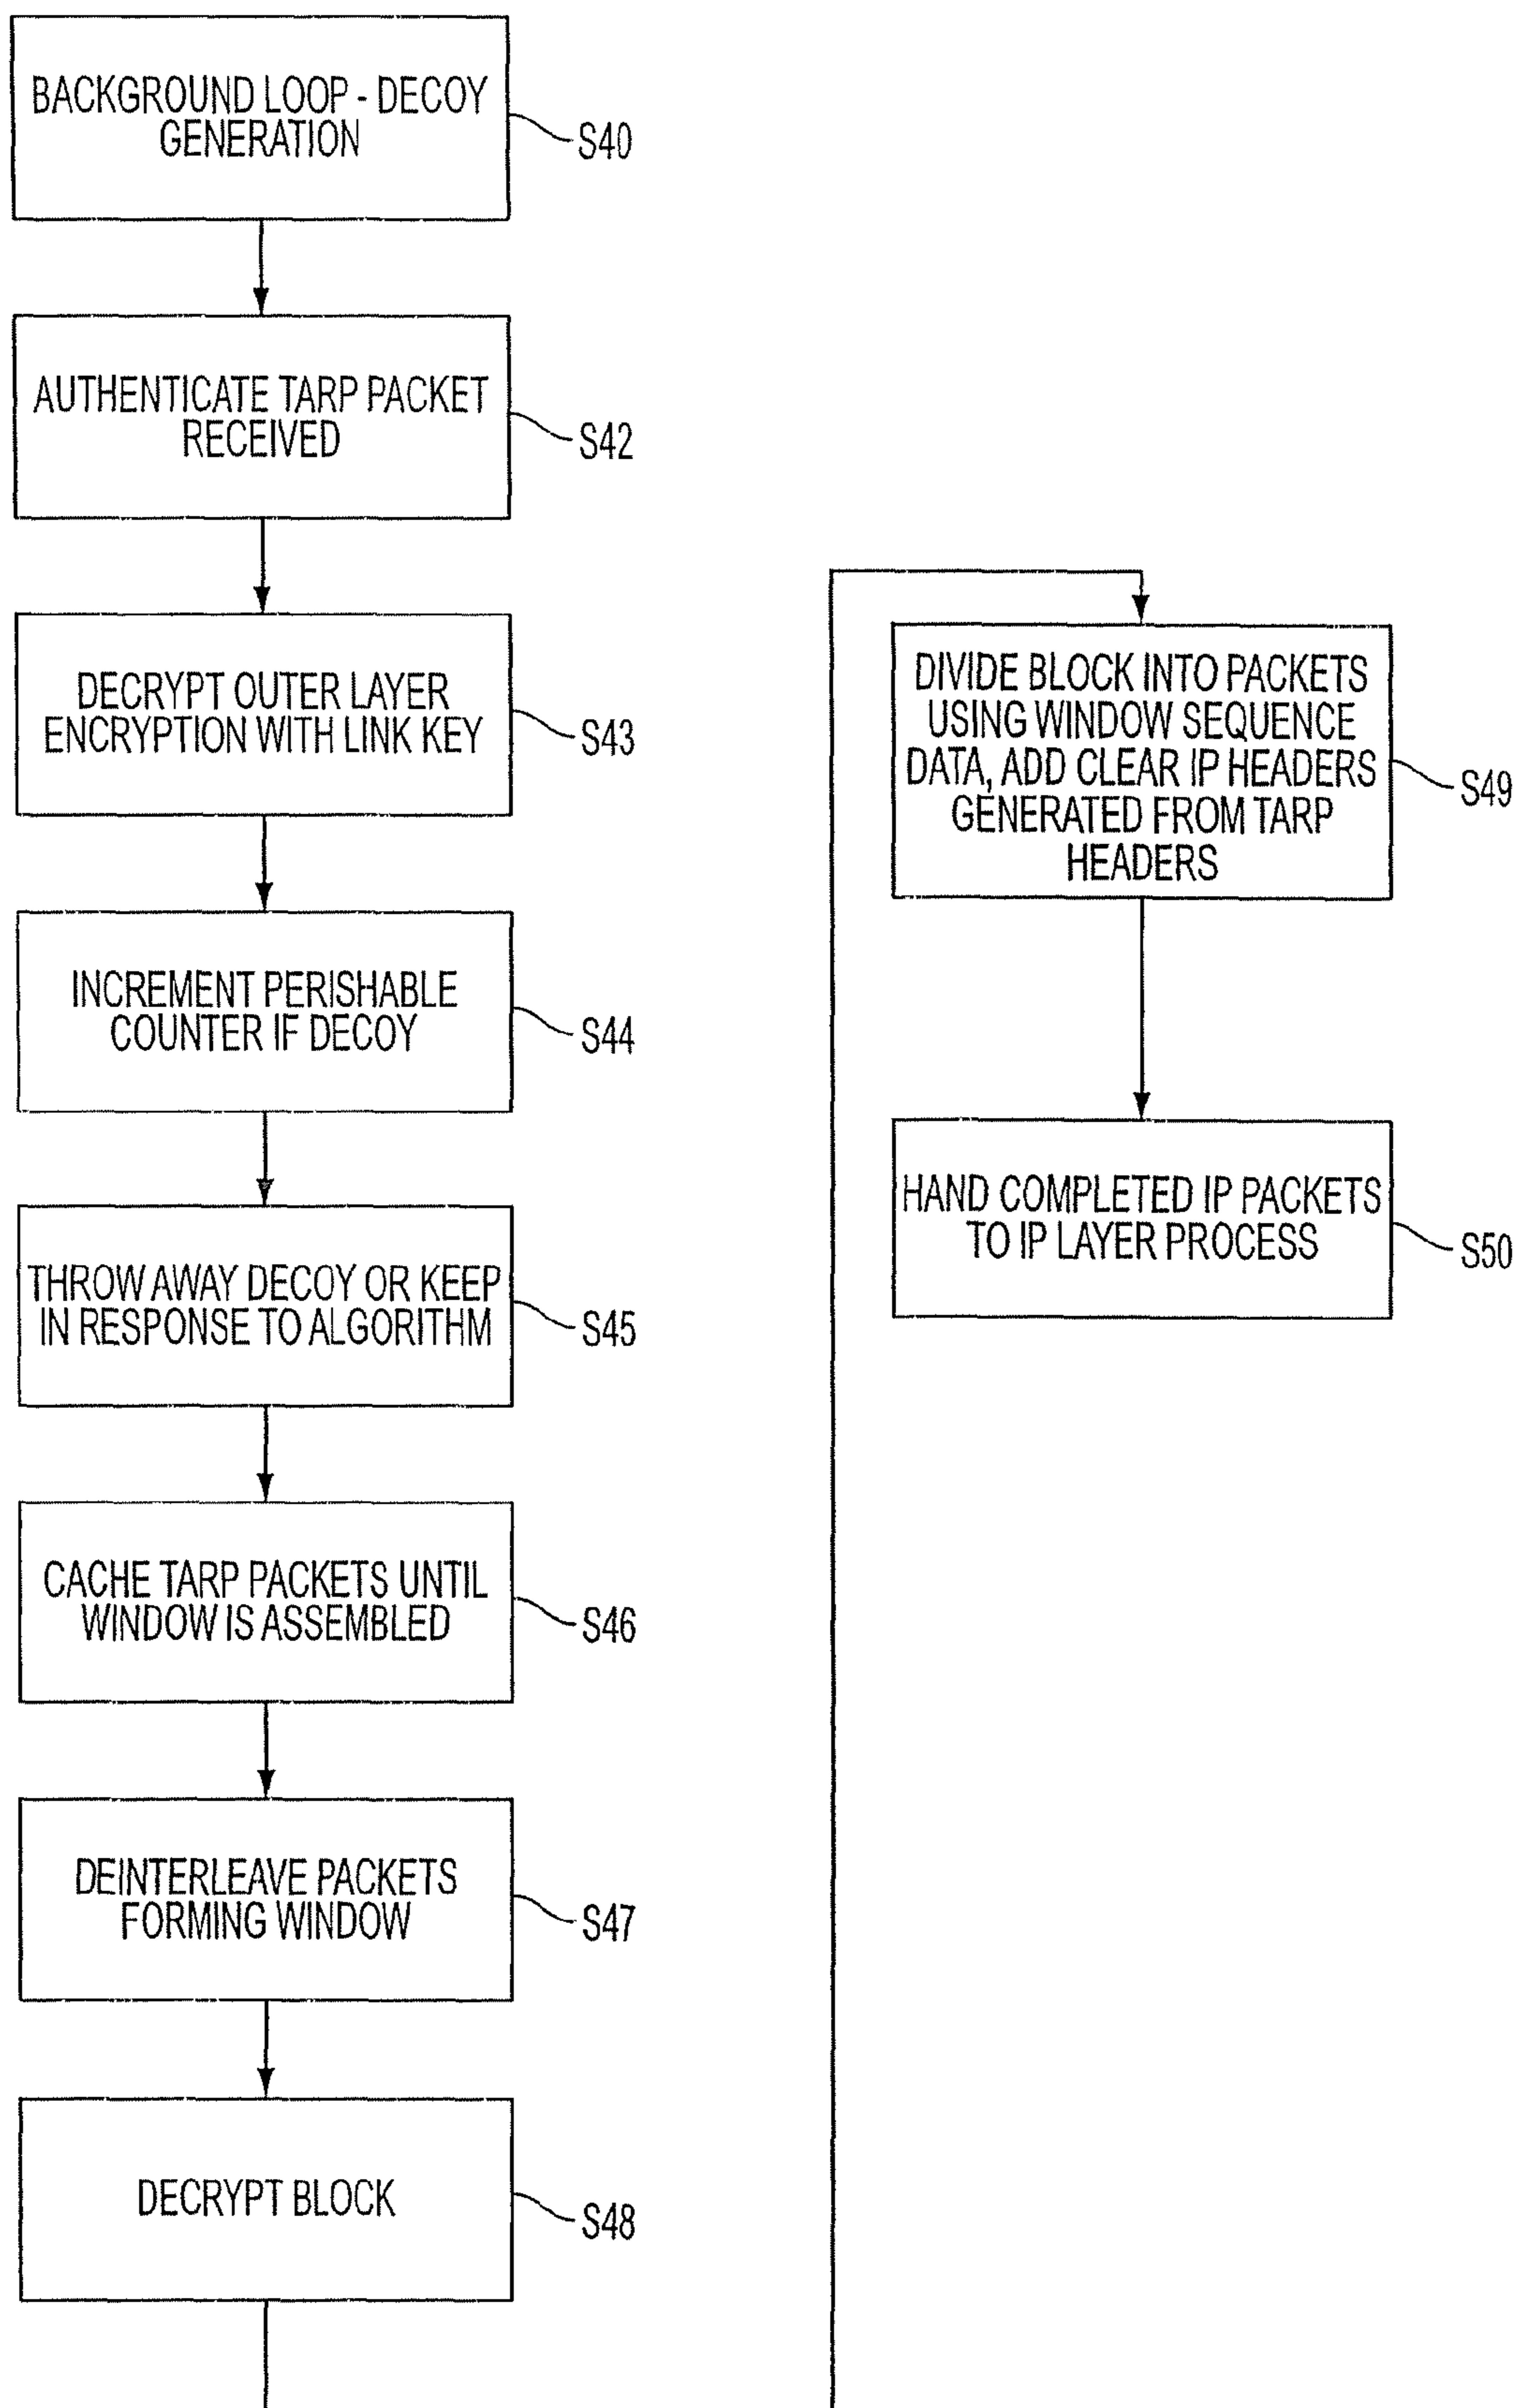 BACKGROUND LOOP - DECOY
GENERATION
S40
AUTHENTICATE TARP PACKET
RECEIVED
S42
DECRYPT OUTER LAYER
ENCRYPTION WITH LINK KEY
S43
INCREMENT PERISHABLE
COUNTER IF DECOY
S44
THROW AWAY DECOY OR KEEP
IN RESPONSE TO ALGORITHM
S45
CACHE TARP PACKETS UNTIL
WINDOW IS ASSEMBLED
S46
DEINTERLEAVE PACKETS
FORMING WINDOW
S47
DECRYPT BLOCK
S48
DIVIDE BLOCK INTO PACKETS
USING WINDOW SEQUENCE
DATA, ADD CLEAR IP HEADERS
GENERATED FROM TARP
HEADERS
S49
HAND COMPLETED IP PACKETS
TO IP LAYER PROCESS
S50